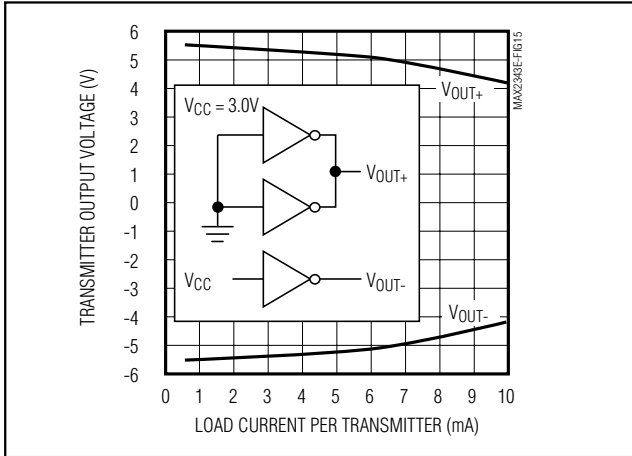 TRANSMITTER OUTPUT VOLTAGE (V)
6
5
4
3
2
1
0
-1
-2
-3
-4
-5
-6
VCC = 3.0V
VOUT+
VCC
VOUT-
VOUT+
VOUT-
MAX2343E-FIG15
0 1 2 3 4 5 6 7 8 9 10
LOAD CURRENT PER TRANSMITTER (mA)